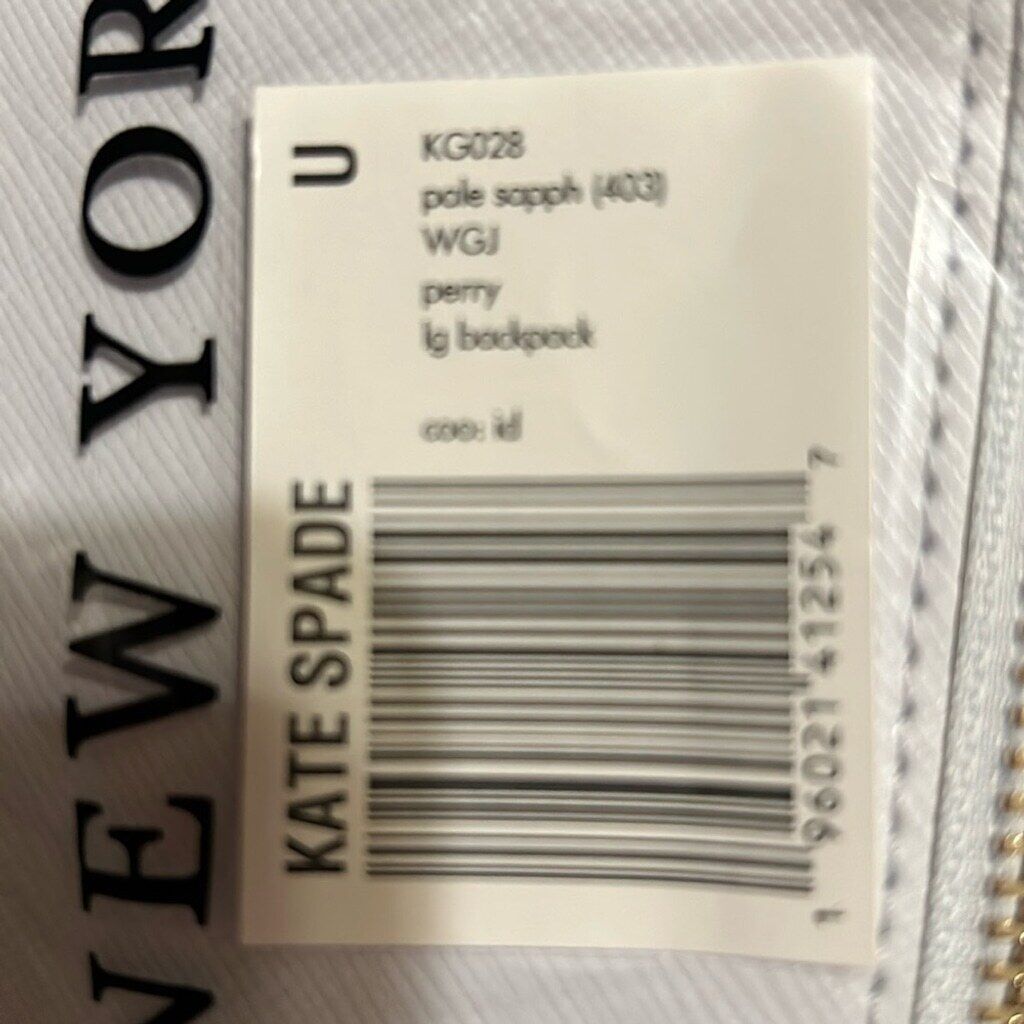 NEW YOR
U
KG028
pale sapph (403)
WGJ
perry
lg backpack
coo: id
KATE SPADE
1 96021 41254 7